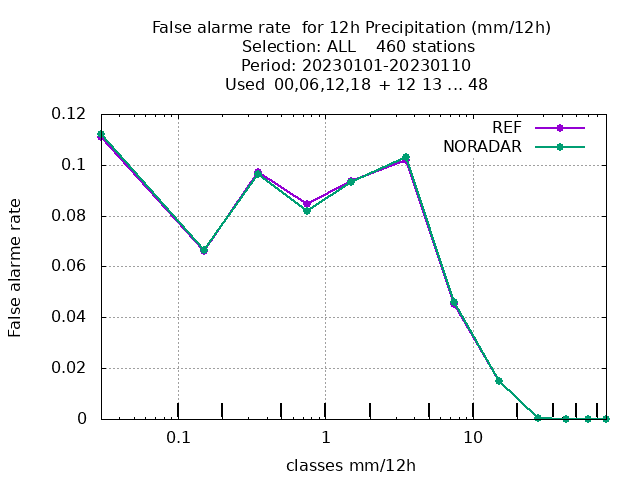 False alarme rate  for 12h Precipitation (mm/12h)
Selection: ALL    460 stations
Period: 20230101-20230110
Used  00,06,12,18  + 12 13 ... 48
REF
NORADAR
0.12
0.1
0.08
0.06
0.04
0.02
0
False alarme rate
0.1 1 10
classes mm/12h